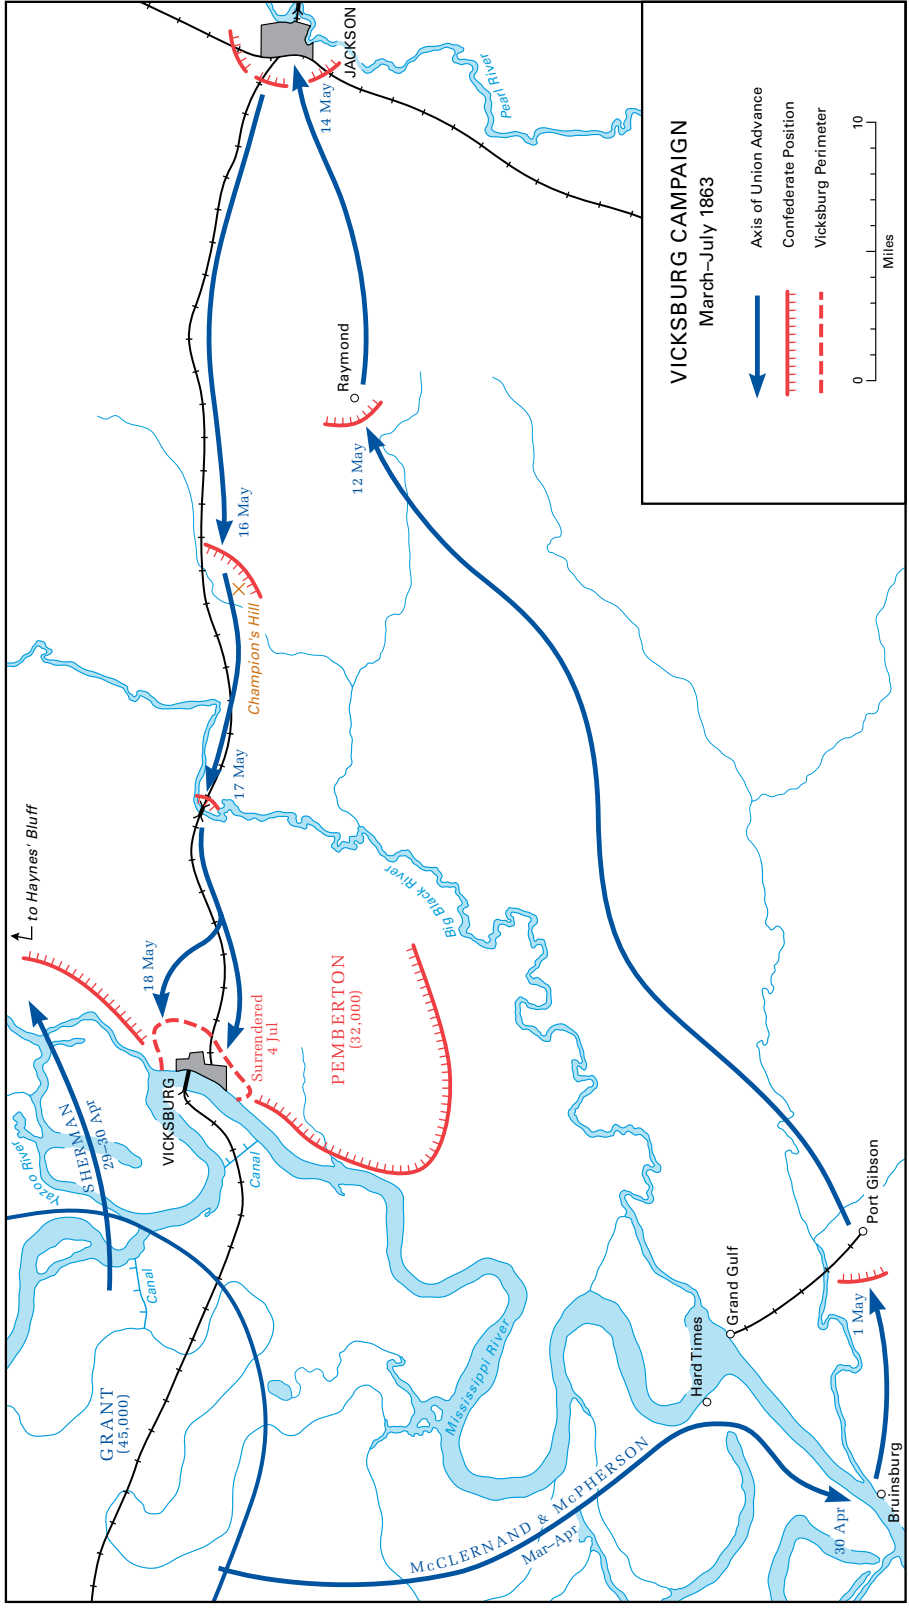 to Haynes' Bluff
Yazoo River
SHERMAN
29–30 Apr
18 May
VICKSBURG
Surrendered
4 Jul
PEMBERTON
(32,000)
Canal
Canal
GRANT
(45,000)
Mississippi River
McCLERNAND & McPHERSON
Mar–Apr
Hard Times
Grand Gulf
30 Apr
Bruinsburg
1 May
Port Gibson
Big Black River
17 May
Champion's Hill
16 May
12 May
Raymond
14 May
JACKSON
Pearl River
VICKSBURG CAMPAIGN
March–July 1863
Axis of Union Advance
Confederate Position
Vicksburg Perimeter
0
10
Miles